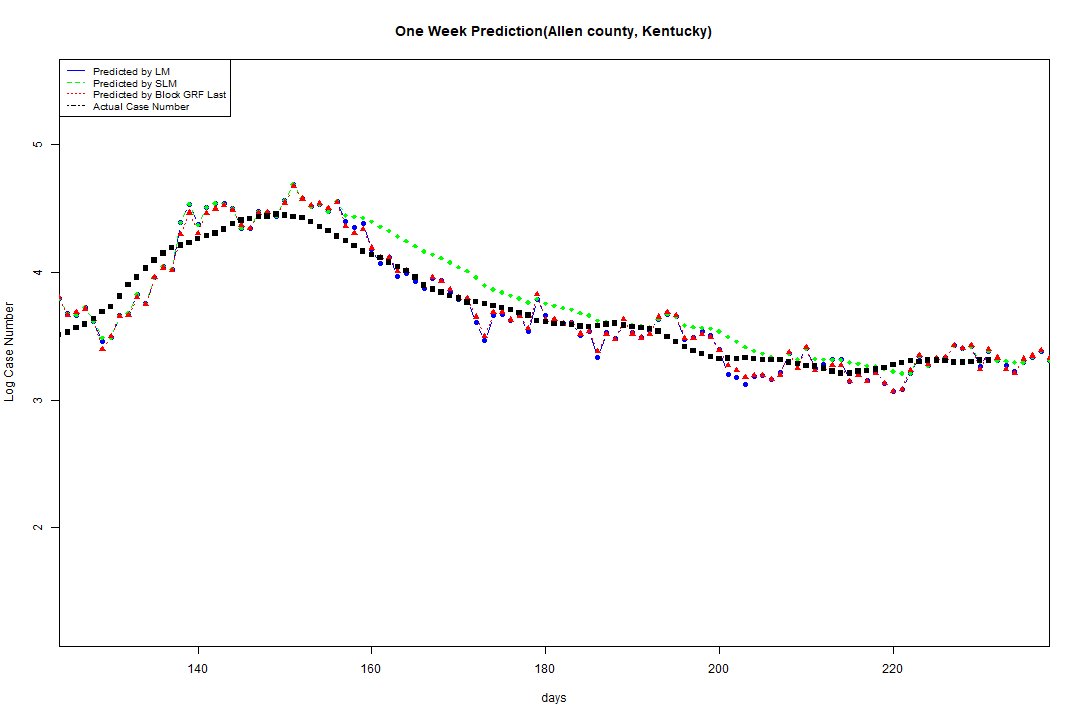 One Week Prediction(Allen county, Kentucky)
Predicted by LM
Predicted by SLM
Predicted by Block GRF Last
Actual Case Number
5
4
3
2
Log Case Number
140 160 180 200 220
days